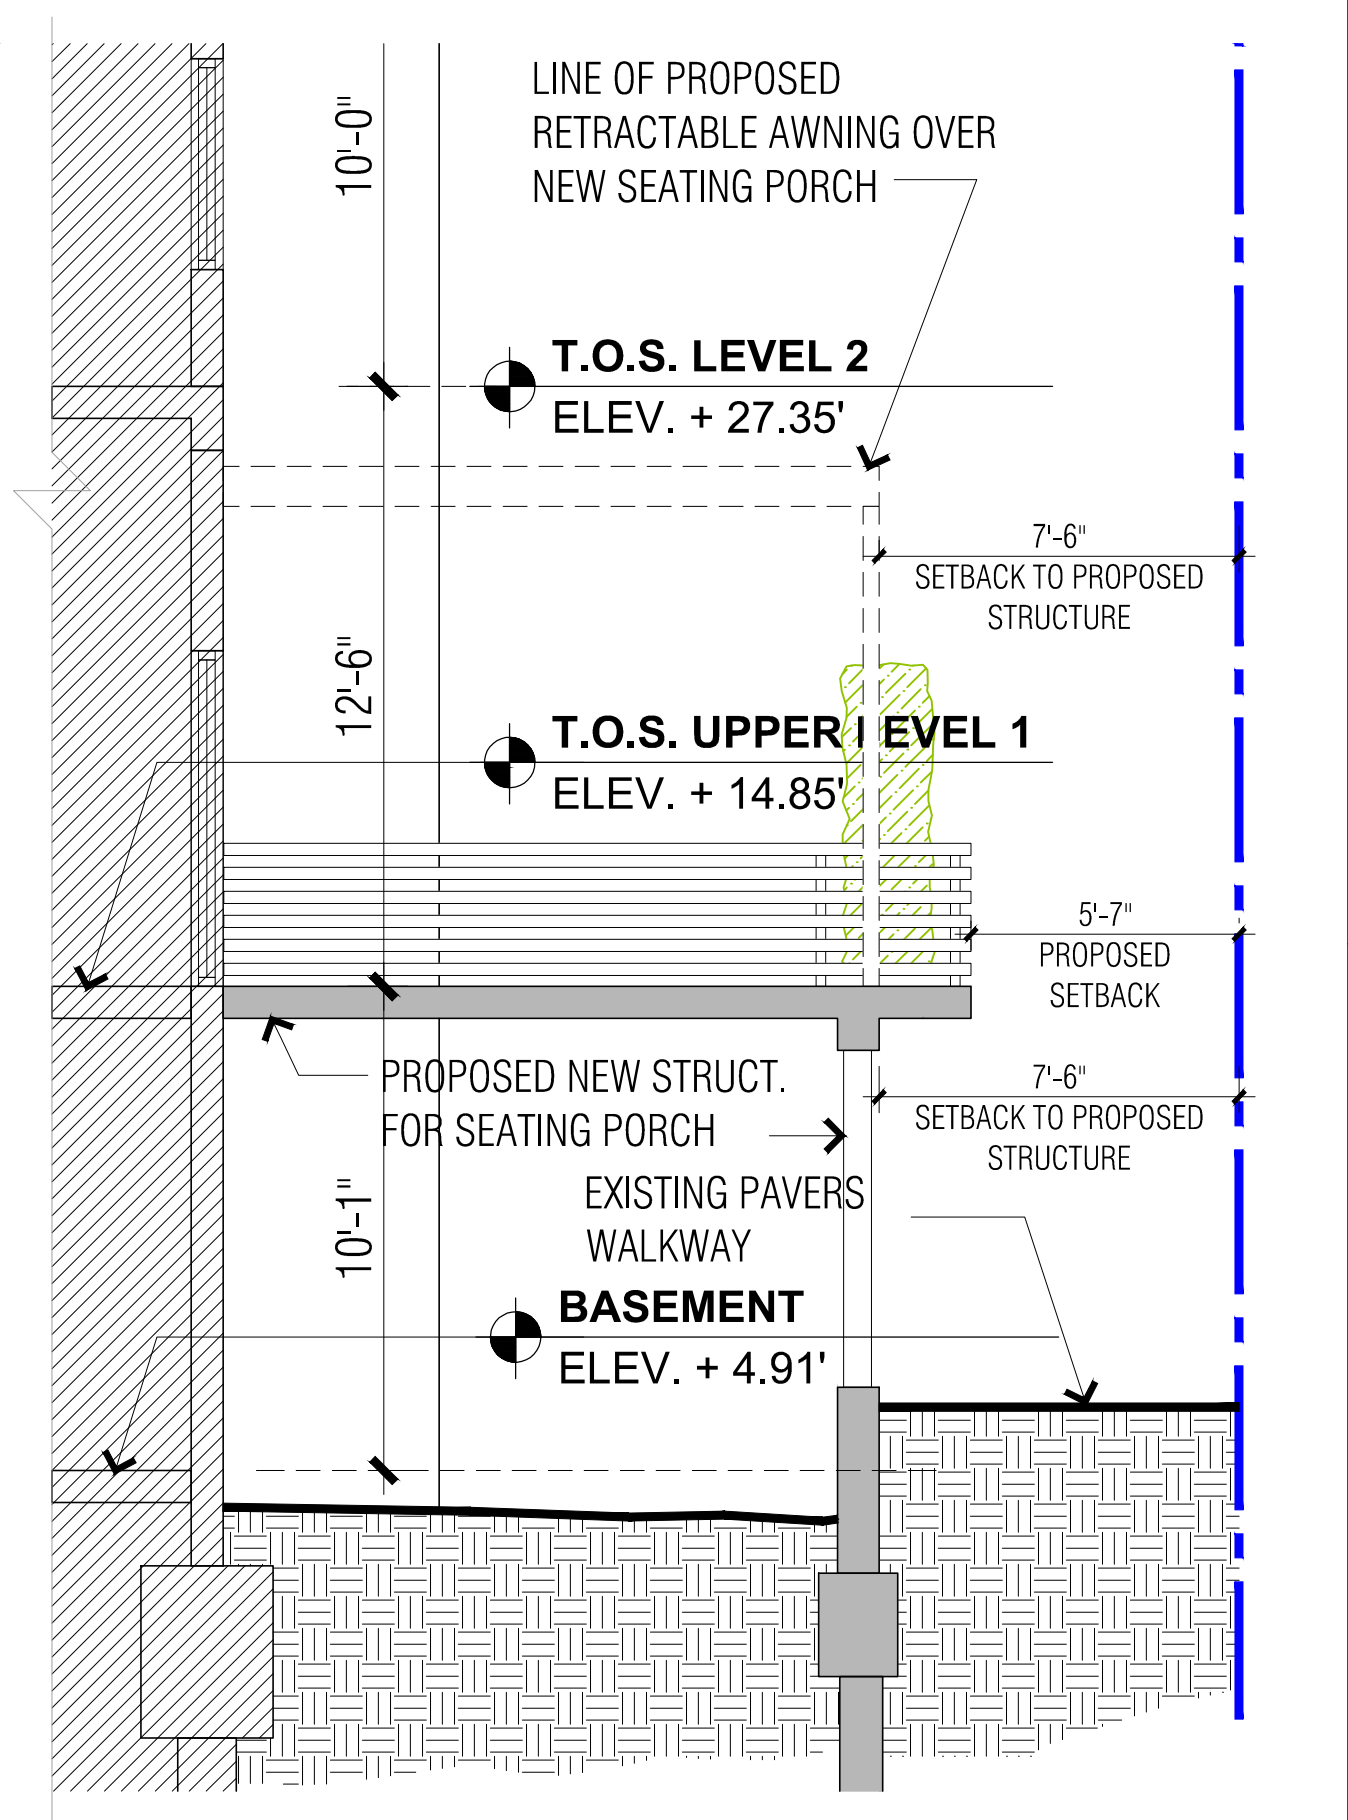 LINE OF PROPOSED
RETRACTABLE AWNING OVER
NEW SEATING PORCH
10'-0"
T.O.S. LEVEL 2
ELEV. + 27.35'
7'-6"
SETBACK TO PROPOSED
STRUCTURE
12'-6"
T.O.S. UPPER LEVEL 1
ELEV. + 14.85'
5'-7"
PROPOSED
SETBACK
PROPOSED NEW STRUCT.
FOR SEATING PORCH
7'-6"
SETBACK TO PROPOSED
STRUCTURE
10'-1"
EXISTING PAVERS
WALKWAY
BASEMENT
ELEV. + 4.91'